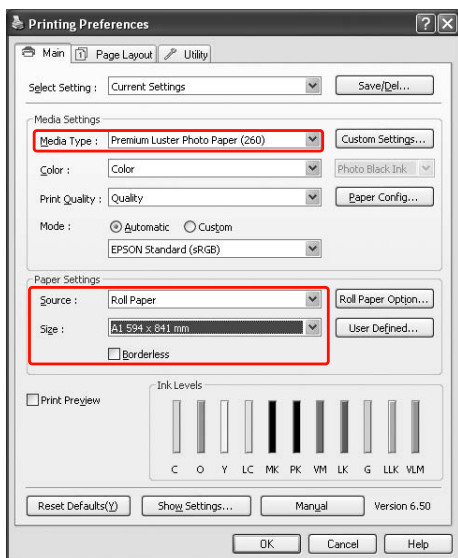 Printing Preferences
Main Page Layout Utility
Select Setting : Current Settings Save/Del...
Media Settings
Media Type : Premium Luster Photo Paper (260) Custom Settings...
Color : Color Photo Black Ink
Print Quality : Quality Paper Config...
Mode : Automatic Custom
EPSON Standard (sRGB)
Paper Settings
Source : Roll Paper Roll Paper Option...
Size : A1 594 x 841 mm User Defined...
Borderless
Print Preview
Ink Levels
C O Y LC MK PK VM LK G LLK VLM
Reset Defaults(Y) Show Settings... Manual Version 6.50
OK Cancel Help